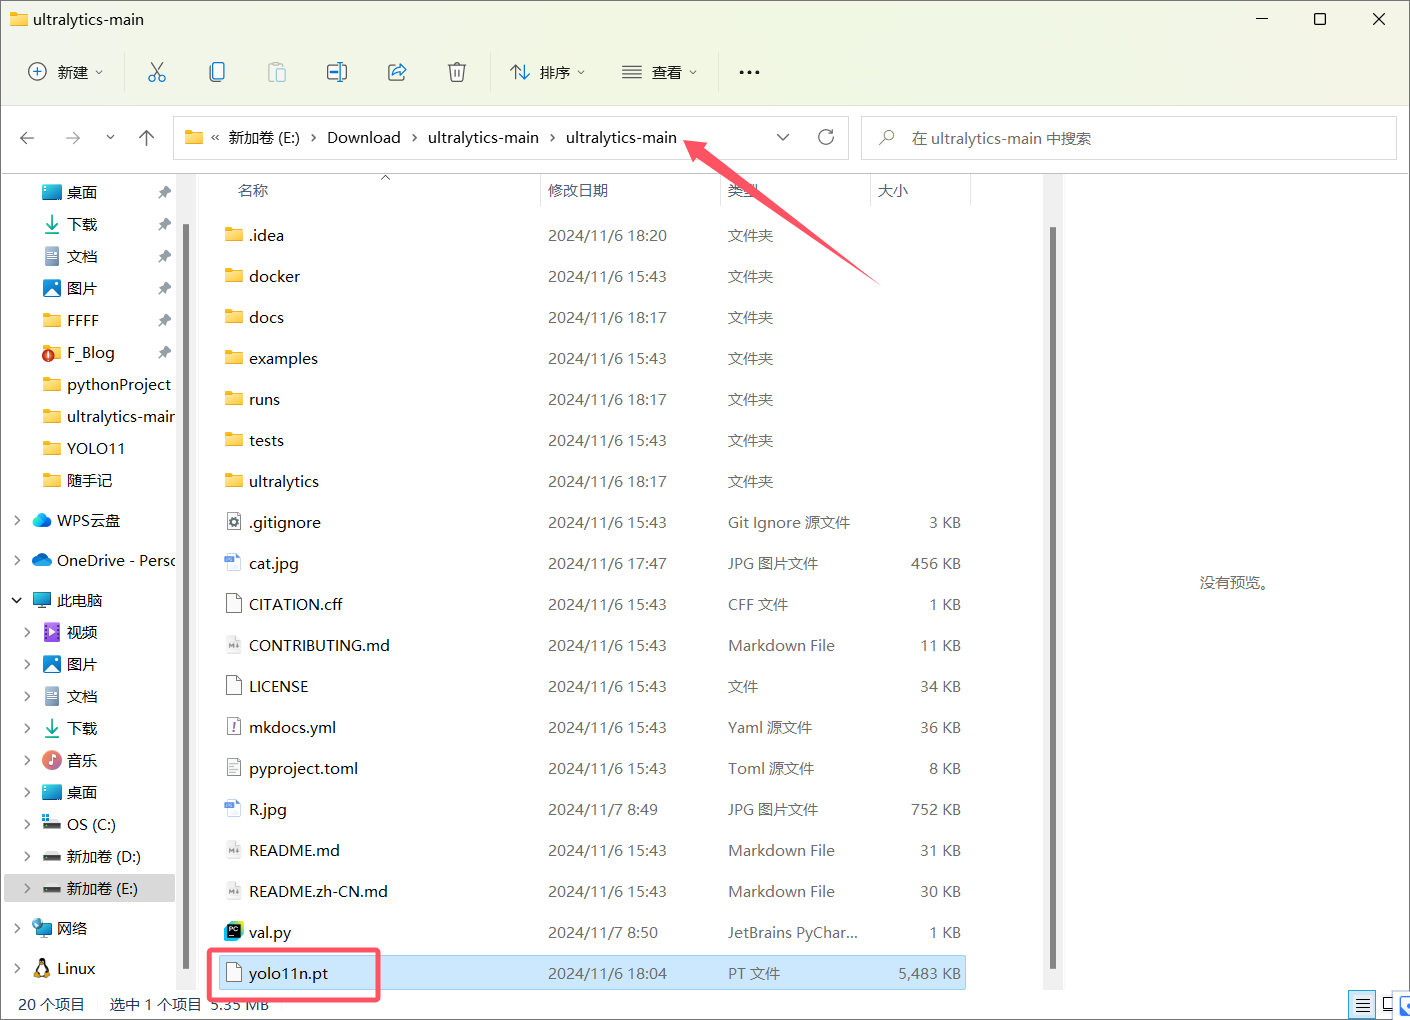 ultralytics-main
新建 排序 查看
« 新加卷 (E:) › Download › ultralytics-main › ultralytics-main
在 ultralytics-main 中搜索
桌面
下载
文档
图片
FFFF
F_Blog
pythonProject
ultralytics-main
YOLO11
随手记
WPS云盘
OneDrive - Perso
此电脑
视频
图片
文档
下载
音乐
桌面
OS (C:)
新加卷 (D:)
新加卷 (E:)
网络
Linux
名称 修改日期 类型 大小
.idea 2024/11/6 18:20 文件夹
docker 2024/11/6 15:43 文件夹
docs 2024/11/6 18:17 文件夹
examples 2024/11/6 15:43 文件夹
runs 2024/11/6 18:17 文件夹
tests 2024/11/6 15:43 文件夹
ultralytics 2024/11/6 18:17 文件夹
.gitignore 2024/11/6 15:43 Git Ignore 源文件 3 KB
cat.jpg 2024/11/6 17:47 JPG 图片文件 456 KB
CITATION.cff 2024/11/6 15:43 CFF 文件 1 KB
CONTRIBUTING.md 2024/11/6 15:43 Markdown File 11 KB
LICENSE 2024/11/6 15:43 文件 34 KB
mkdocs.yml 2024/11/6 15:43 Yaml 源文件 36 KB
pyproject.toml 2024/11/6 15:43 Toml 源文件 8 KB
R.jpg 2024/11/7 8:49 JPG 图片文件 752 KB
README.md 2024/11/6 15:43 Markdown File 31 KB
README.zh-CN.md 2024/11/6 15:43 Markdown File 30 KB
val.py 2024/11/7 8:50 JetBrains PyChar... 1 KB
yolo11n.pt 2024/11/6 18:04 PT 文件 5,483 KB
没有预览。
20 个项目 选中 1 个项目 5.35 MB